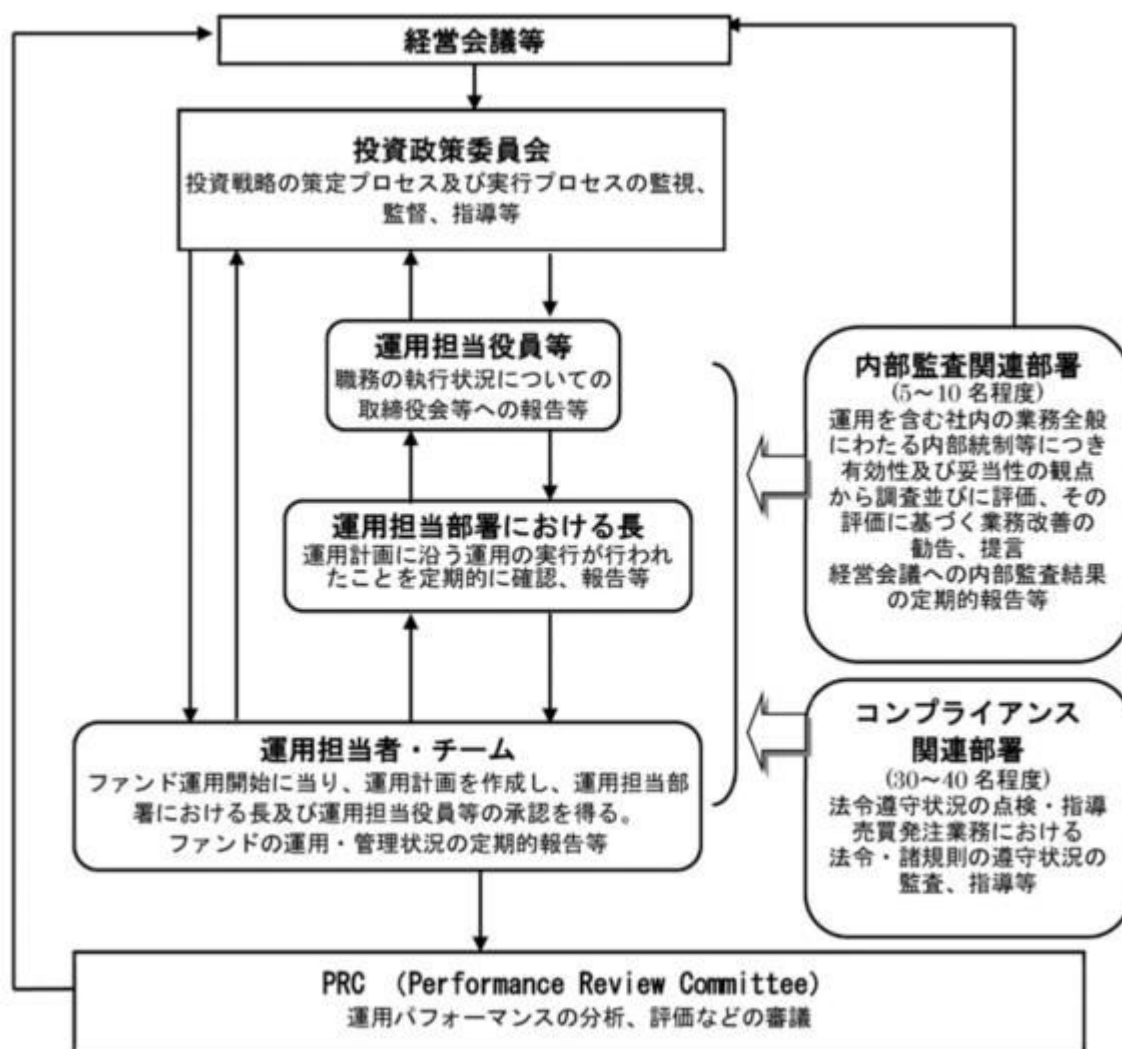 経営会議等
投資政策委員会
投資戦略の策定プロセス及び実行プロセスの監視、
監督、指導等
運用担当役員等
職務の執行状況についての
取締役会等への報告等
運用担当部署における長
運用計画に沿う運用の実行が行われ
たことを定期的に確認、報告等
運用担当者・チーム
ファンド運用開始に当り、運用計画を作成し、運用担当部
署における長及び運用担当役員等の承認を得る。
ファンドの運用・管理状況の定期的報告等
内部監査関連部署
(5～10 名程度)
運用を含む社内の業務全般
にわたる内部統制等につき
有効性及び妥当性の観点
から調査並びに評価、その
評価に基づく業務改善の
勧告、提言
経営会議への内部監査結果
の定期的報告等
コンプライアンス
関連部署
(30～40 名程度)
法令遵守状況の点検・指導
売買発注業務における
法令・諸規則の遵守状況の
監査、指導等
PRC （Performance Review Committee）
運用パフォーマンスの分析、評価などの審議